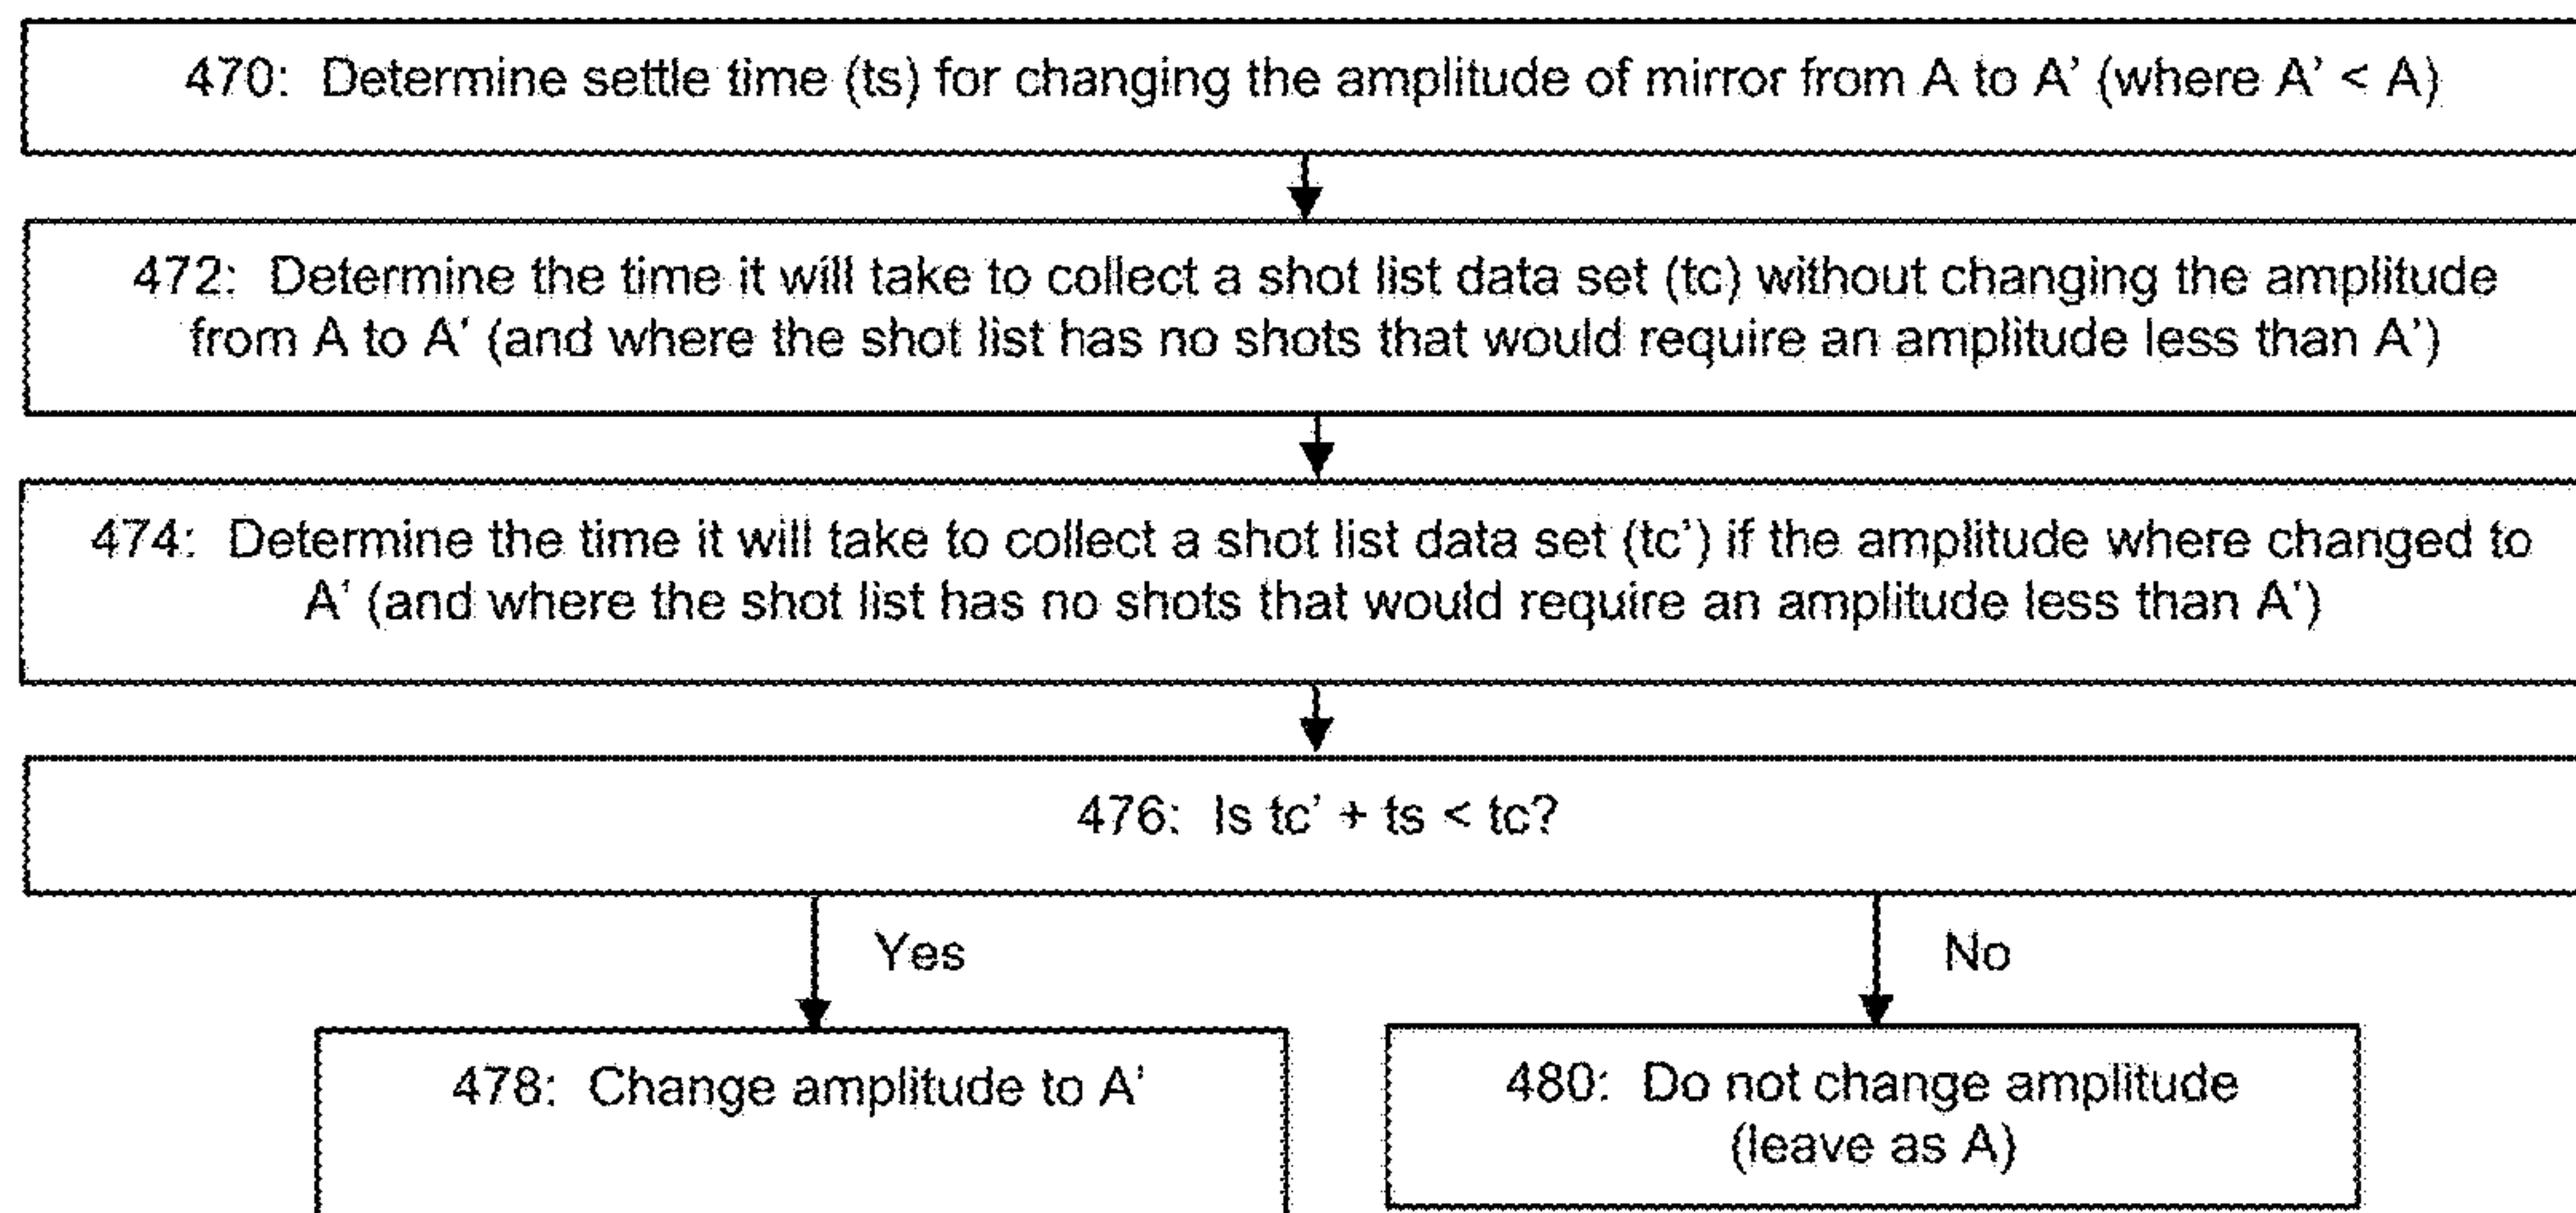 470: Determine settle time (ts) for changing the amplitude of mirror from A to A' (where A' < A)
472: Determine the time it will take to collect a shot list data set (tc) without changing the amplitude
from A to A' (and where the shot list has no shots that would require an amplitude less than A')
474: Determine the time it will take to collect a shot list data set (tc') if the amplitude where changed to
A' (and where the shot list has no shots that would require an amplitude less than A')
476: Is tc' + ts < tc?
Yes
No
478: Change amplitude to A'
480: Do not change amplitude
(leave as A)